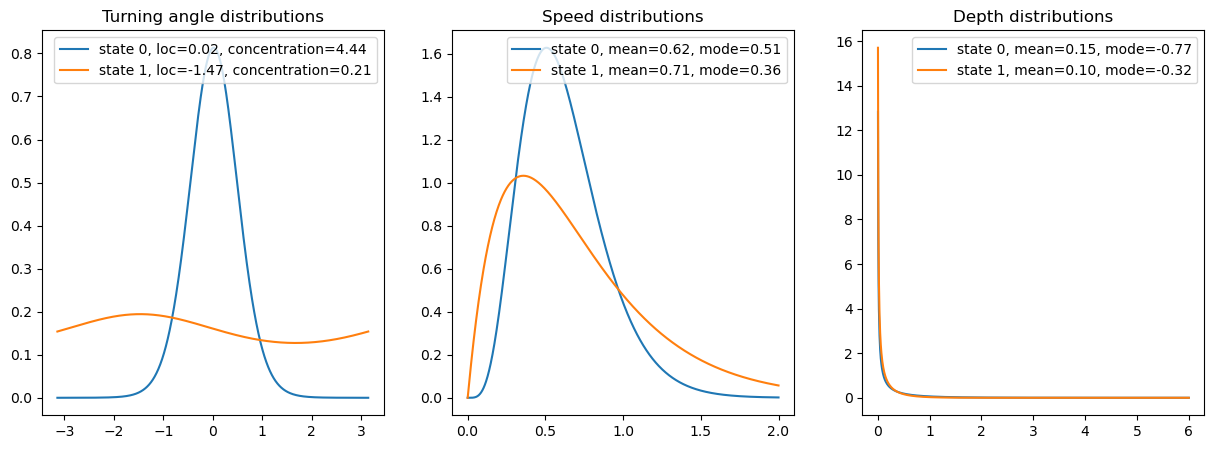 Turning angle distributions
state 0, loc=0.02, concentration=4.44
state 1, loc=-1.47, concentration=0.21
0.8
0.7
0.6
0.5
0.4
0.3
0.2
0.1
0.0
−3 −2 −1 0 1 2 3
Speed distributions
state 0, mean=0.62, mode=0.51
state 1, mean=0.71, mode=0.36
1.6
1.4
1.2
1.0
0.8
0.6
0.4
0.2
0.0
0.0 0.5 1.0 1.5 2.0
Depth distributions
state 0, mean=0.15, mode=-0.77
state 1, mean=0.10, mode=-0.32
16
14
12
10
8
6
4
2
0
0 1 2 3 4 5 6